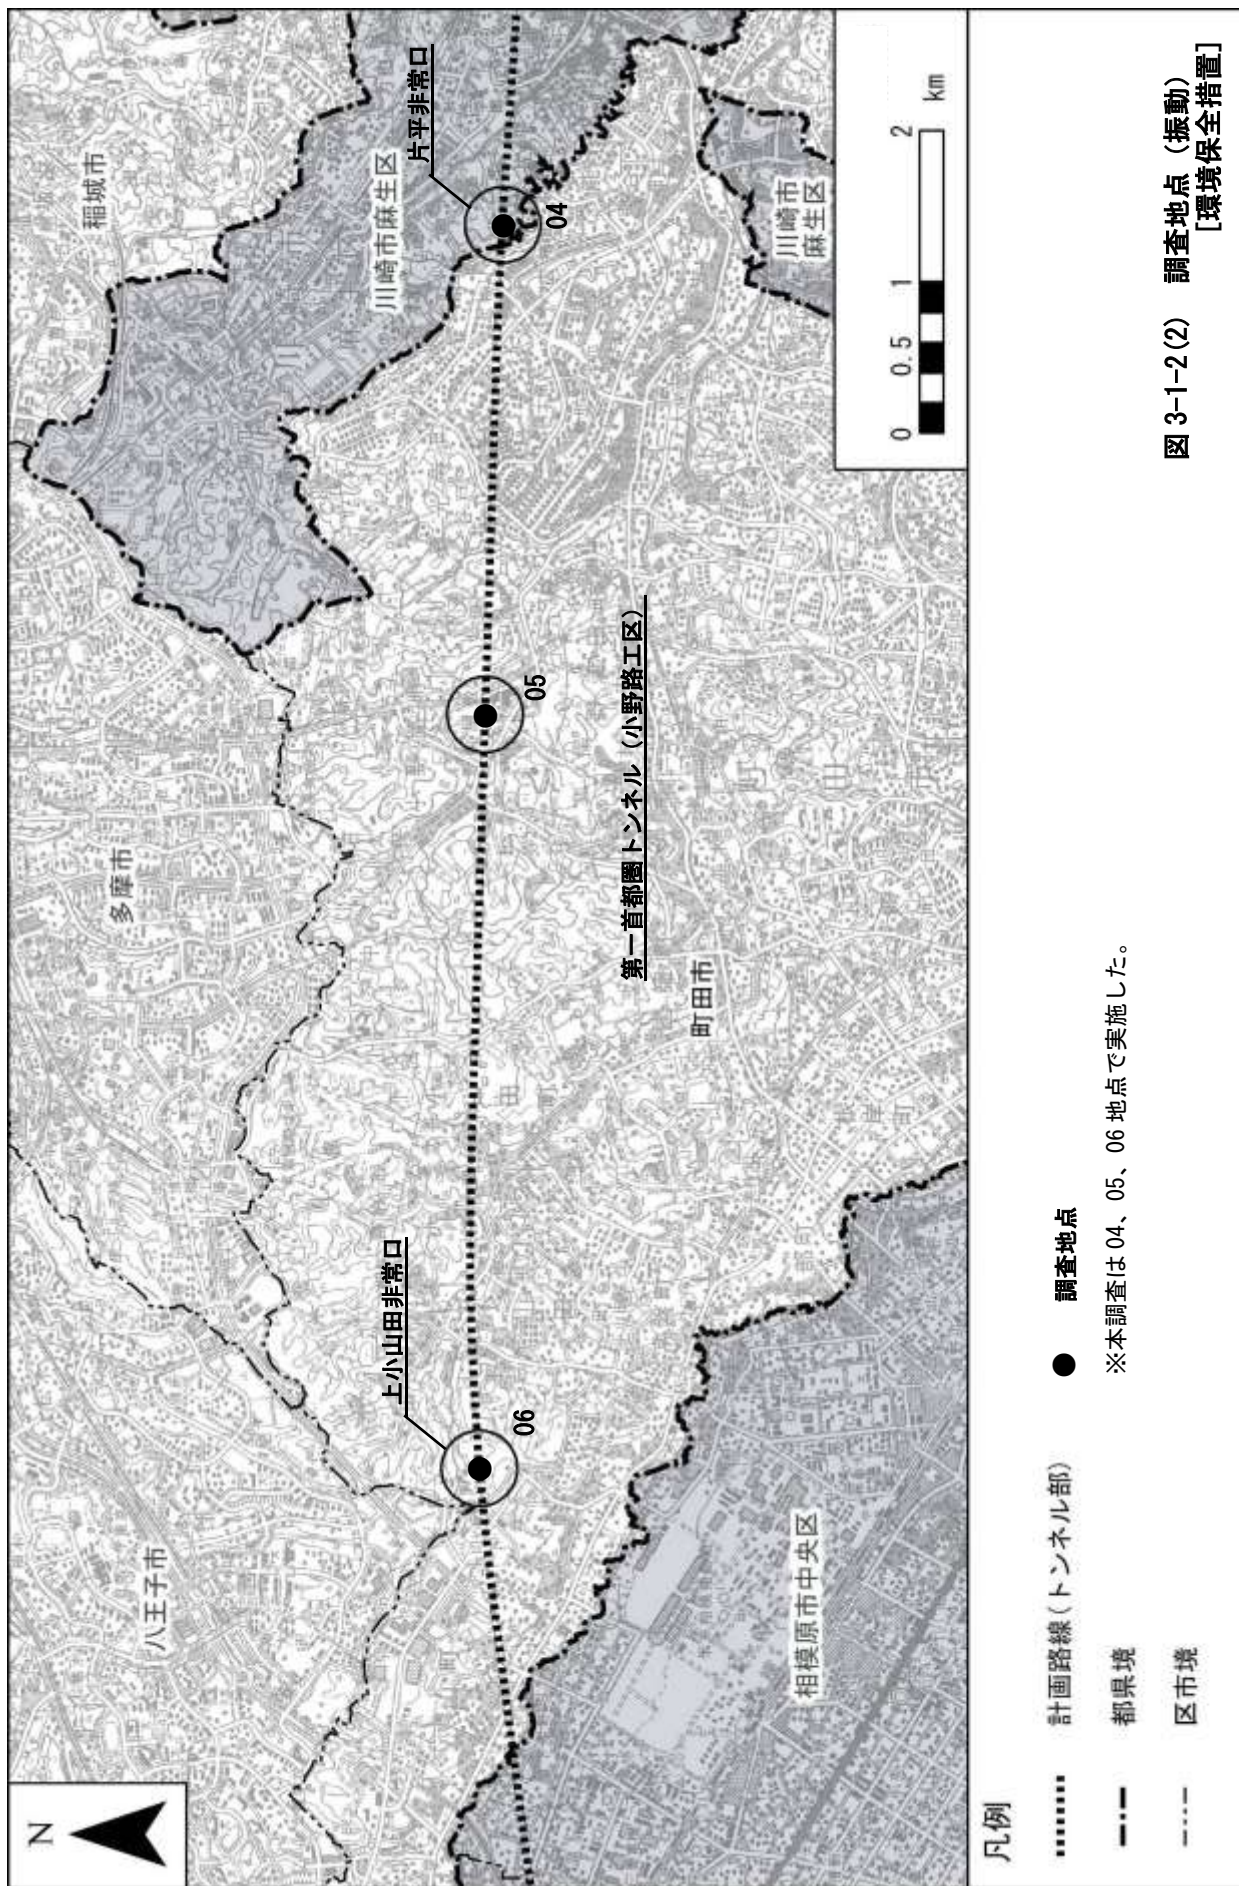 N
八王子市
多摩市
稲城市
川崎市麻生区
片平非常口
04
05
上小山田非常口
06
第一首都圏トンネル（小野路工区）
町田市
相模原市中央区
川崎市
麻生区
0 0.5 1 2
km
凡例
計画路線（トンネル部）
都県境
区市境
調査地点
※本調査は 04、05、06 地点で実施した。
図 3-1-2(2) 調査地点（振動）
[環境保全措置]